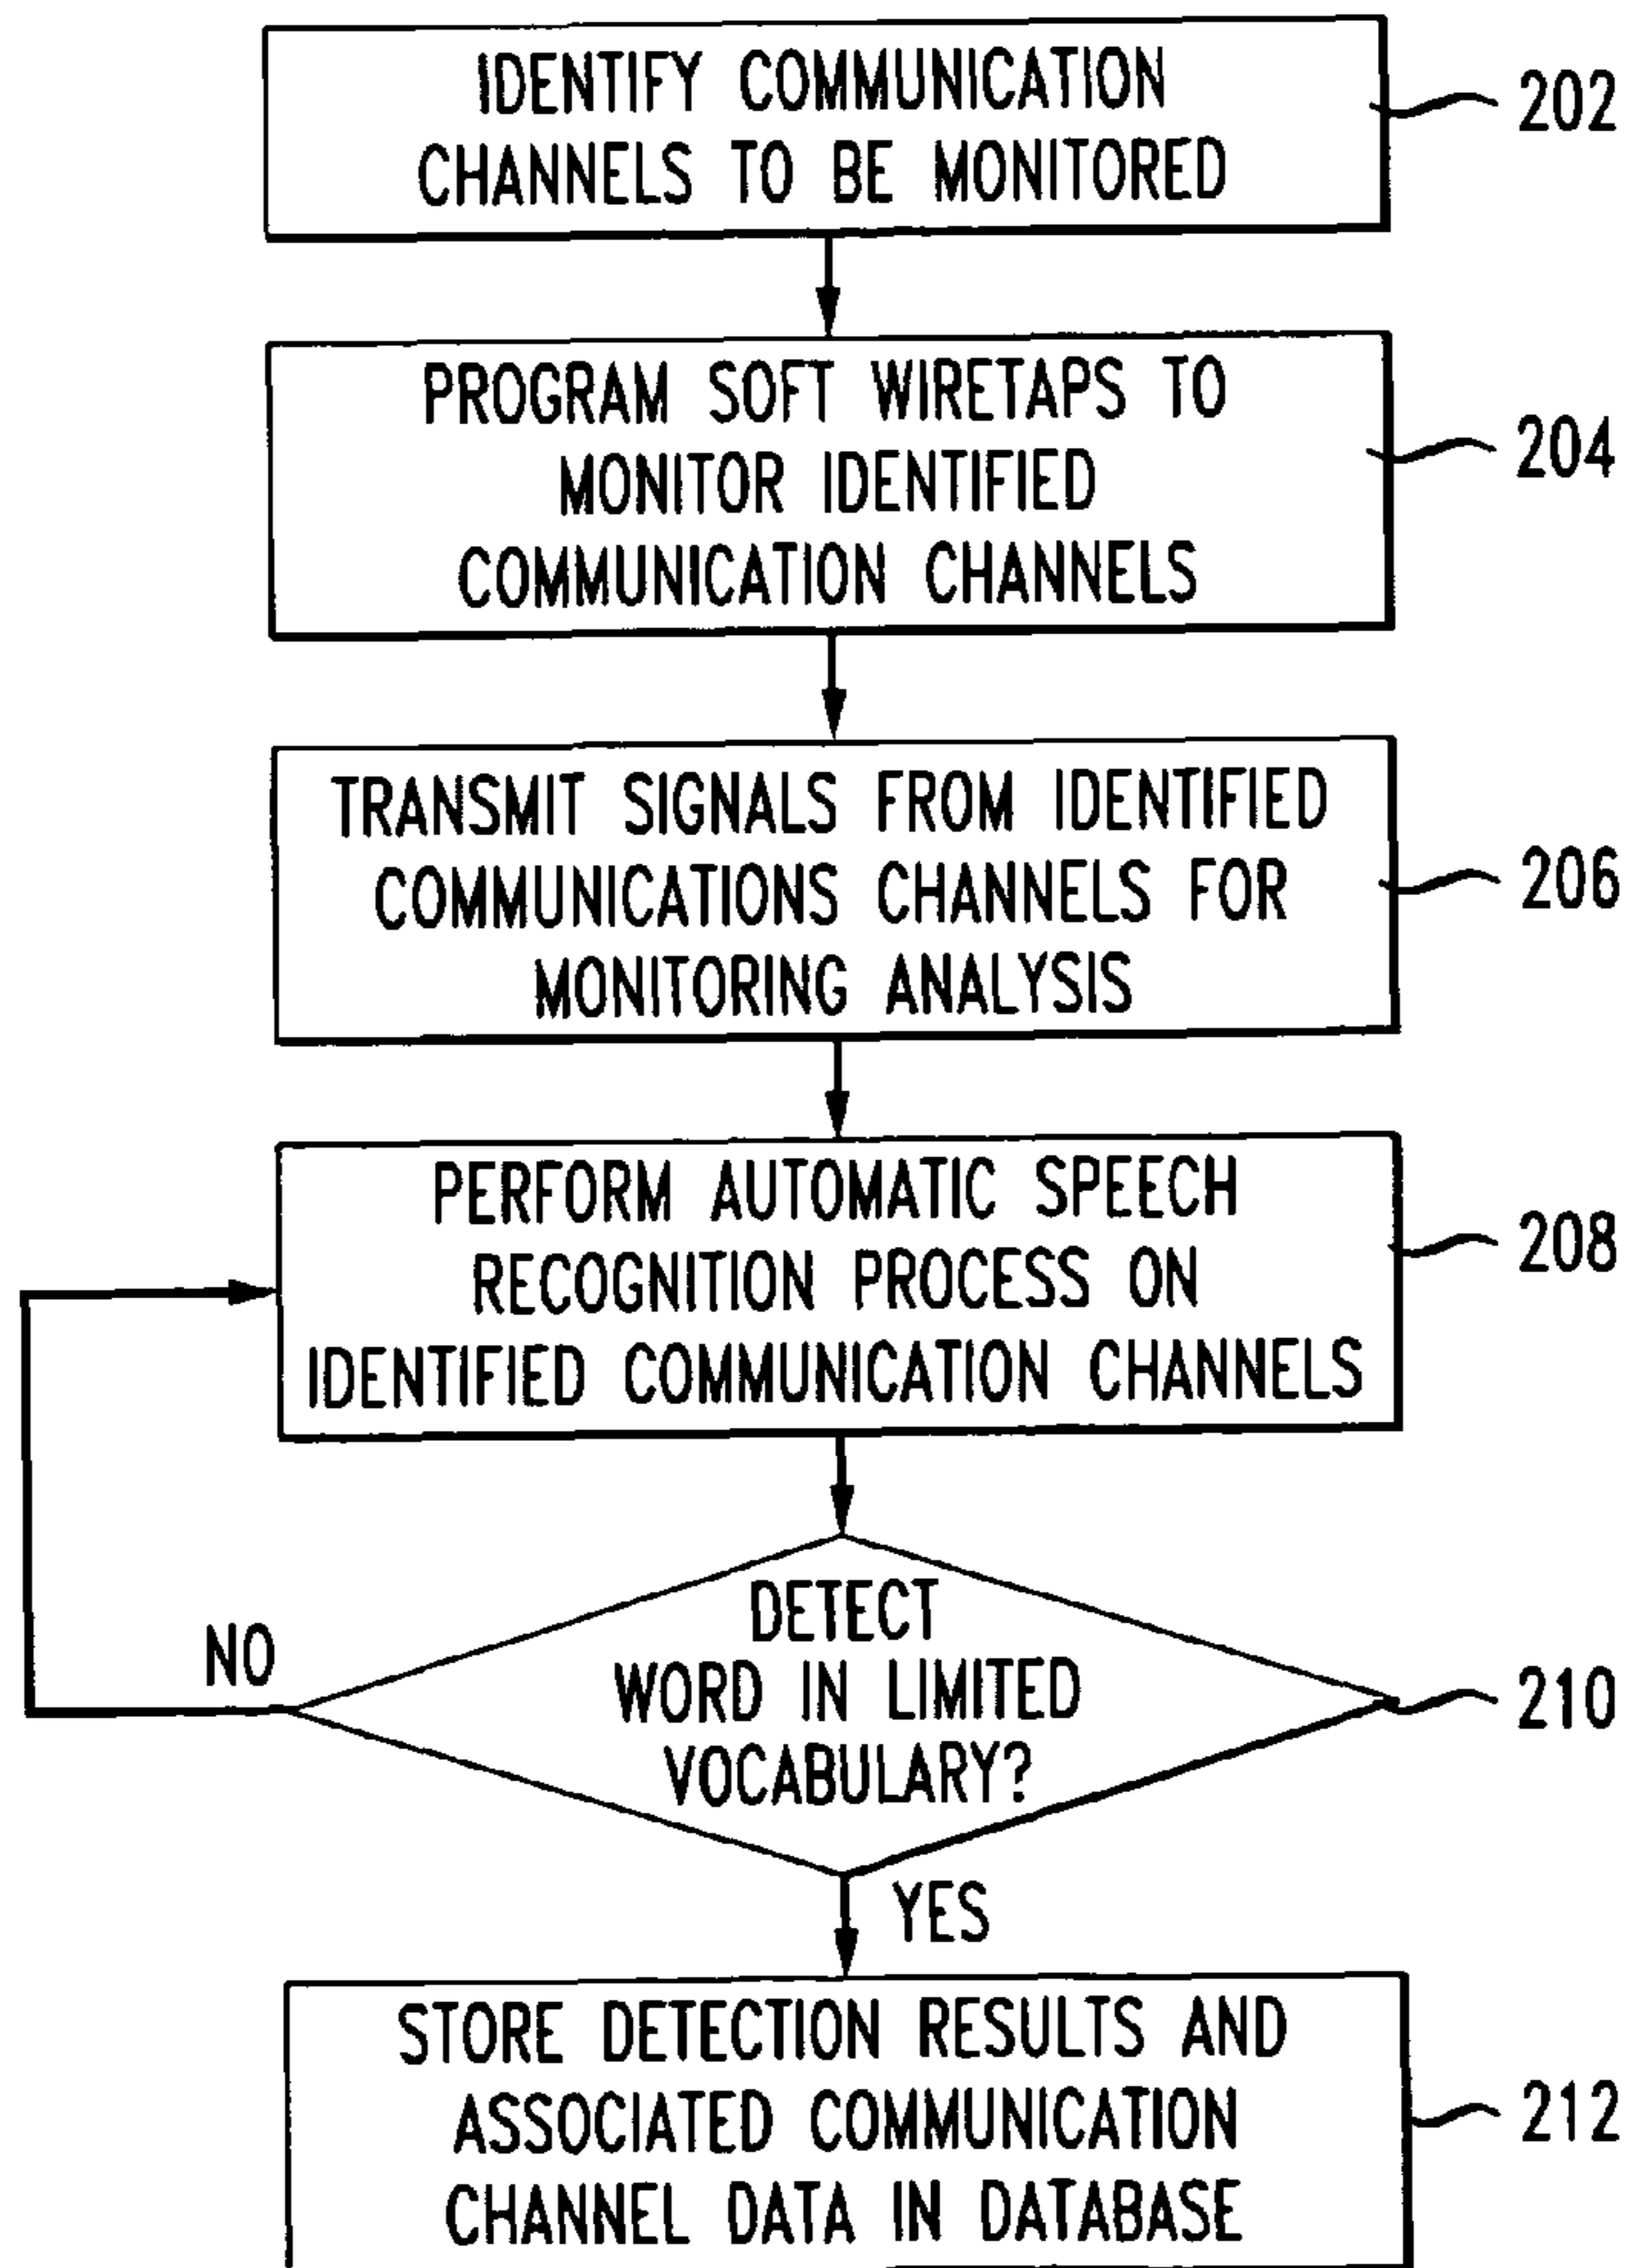 IDENTIFY COMMUNICATION
CHANNELS TO BE MONITORED
202
PROGRAM SOFT WIRETAPS TO
MONITOR IDENTIFIED
COMMUNICATION CHANNELS
204
TRANSMIT SIGNALS FROM IDENTIFIED
COMMUNICATIONS CHANNELS FOR
MONITORING ANALYSIS
206
PERFORM AUTOMATIC SPEECH
RECOGNITION PROCESS ON
IDENTIFIED COMMUNICATION CHANNELS
208
DETECT
WORD IN LIMITED
VOCABULARY?
210
NO
YES
STORE DETECTION RESULTS AND
ASSOCIATED COMMUNICATION
CHANNEL DATA IN DATABASE
212